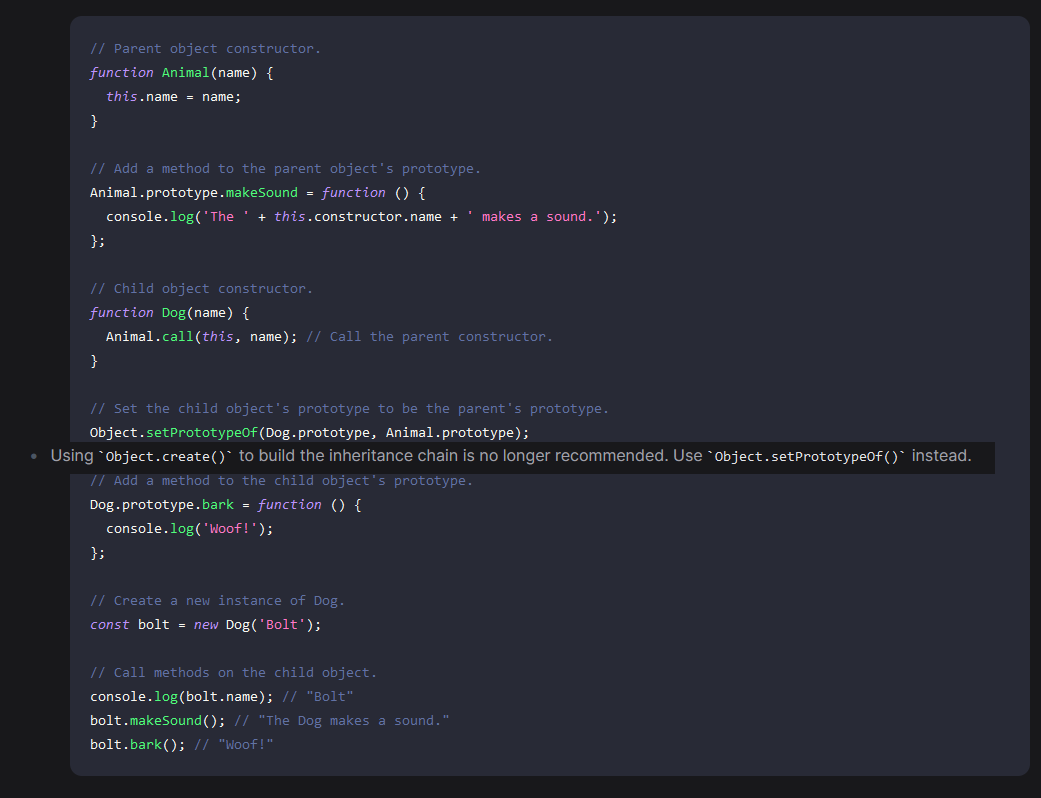 // Parent object constructor.
function Animal(name) {
  this.name = name;
}

// Add a method to the parent object's prototype.
Animal.prototype.makeSound = function () {
  console.log('The ' + this.constructor.name + ' makes a sound.');
};

// Child object constructor.
function Dog(name) {
  Animal.call(this, name); // Call the parent constructor.
}

// Set the child object's prototype to be the parent's prototype.
Object.setPrototypeOf(Dog.prototype, Animal.prototype);
• Using `Object.create()` to build the inheritance chain is no longer recommended. Use `Object.setPrototypeOf()` instead.
// Add a method to the child object's prototype.
Dog.prototype.bark = function () {
  console.log('Woof!');
};

// Create a new instance of Dog.
const bolt = new Dog('Bolt');

// Call methods on the child object.
console.log(bolt.name); // "Bolt"
bolt.makeSound(); // "The Dog makes a sound."
bolt.bark(); // "Woof!"